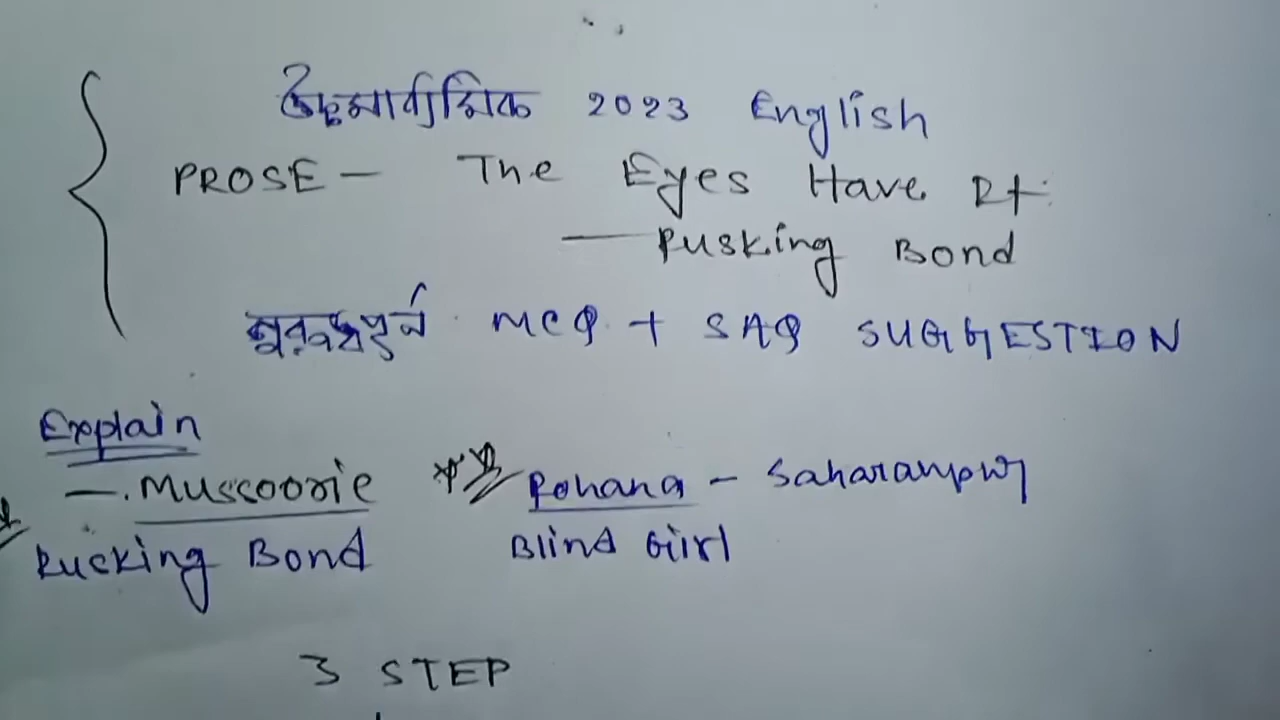 উচ্চমাধ্যমিক 2023 English
PROSE - The Eyes Have It
— Rusking Bond
গুরুত্বপূর্ণ MCQ + SAQ SUGGESTION
Explain
—. Mussoorie Rohana - Saharanpur
Rucking Bond Blind Girl
3 STEP